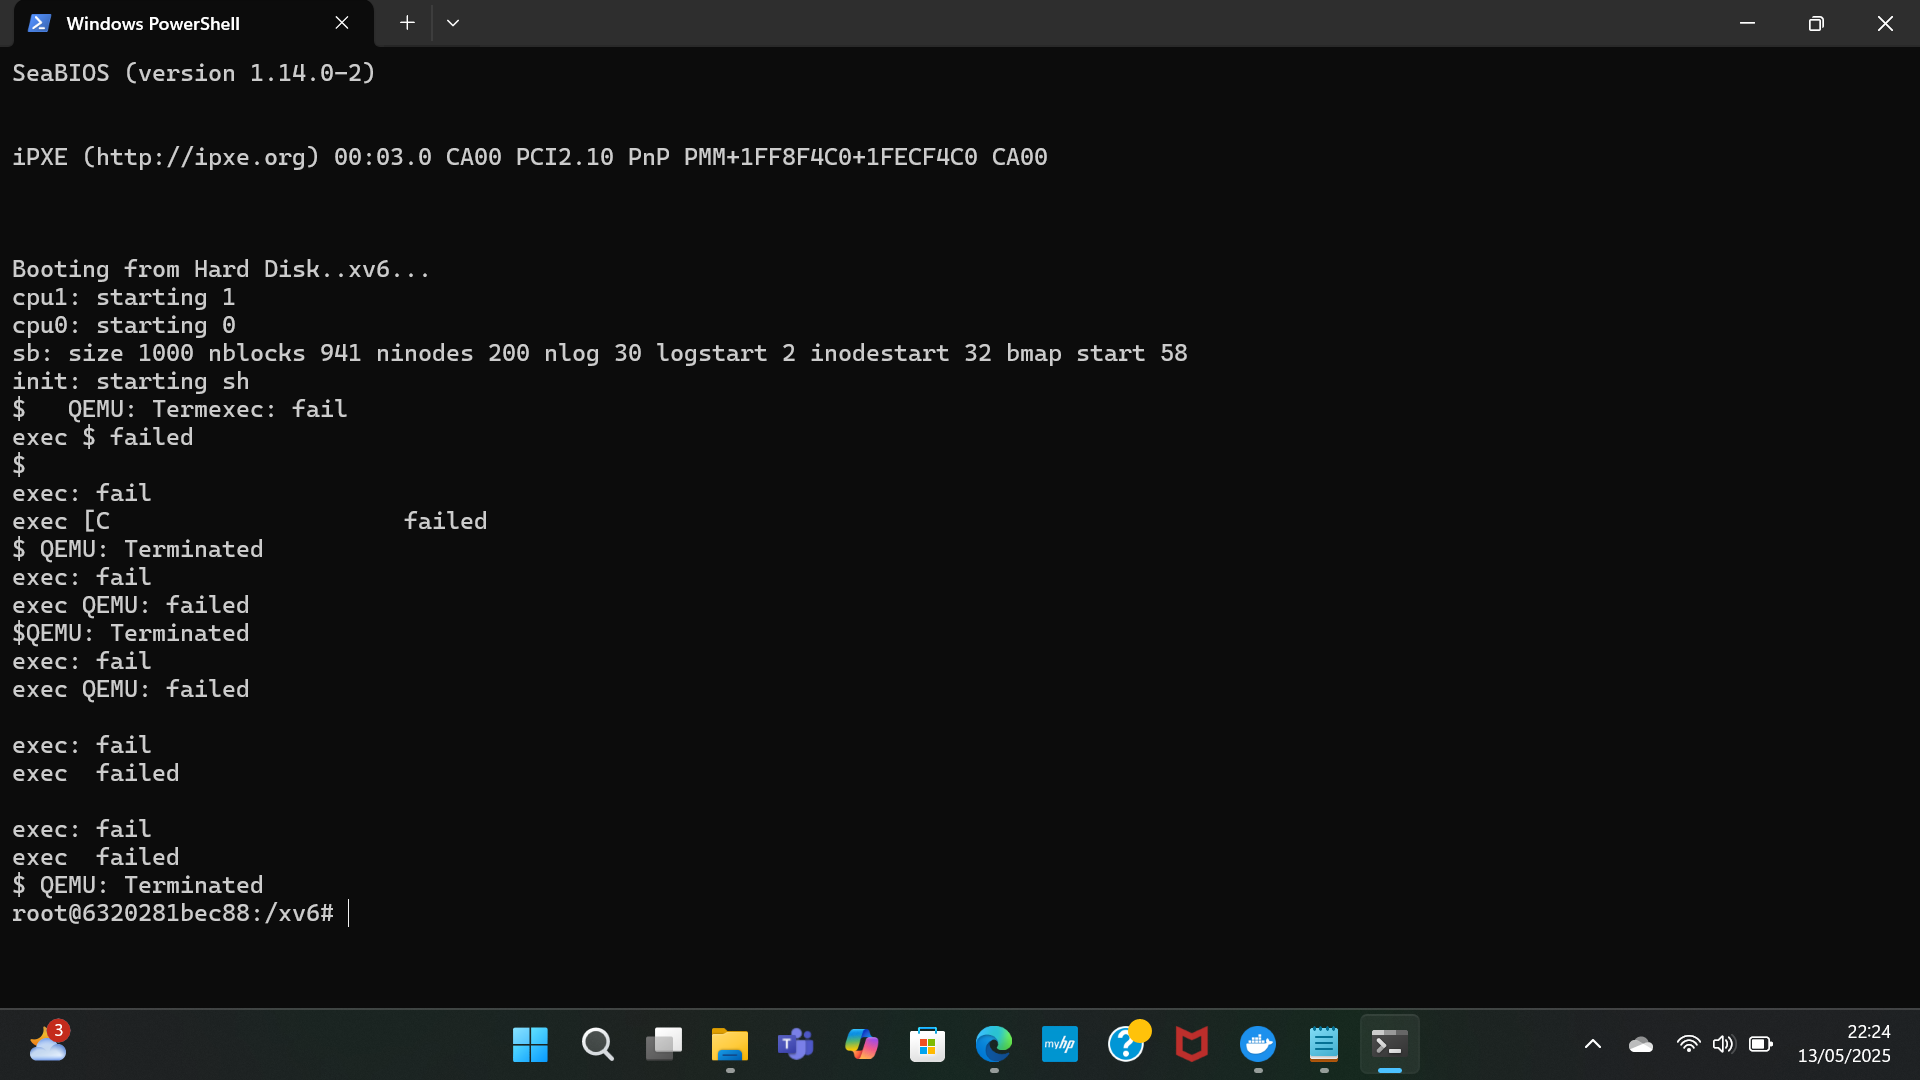 Windows PowerShell
SeaBIOS (version 1.14.0-2)
iPXE (http://ipxe.org) 00:03.0 CA00 PCI2.10 PnP PMM+1FF8F4C0+1FECF4C0 CA00
Booting from Hard Disk..xv6...
cpu1: starting 1
cpu0: starting 0
sb: size 1000 nblocks 941 ninodes 200 nlog 30 logstart 2 inodestart 32 bmap start 58
init: starting sh
$   QEMU: Termexec: fail
exec $ failed
$
exec: fail
exec [C                     failed
$ QEMU: Terminated
exec: fail
exec QEMU: failed
$QEMU: Terminated
exec: fail
exec QEMU: failed
exec: fail
exec  failed
exec: fail
exec  failed
$ QEMU: Terminated
root@6320281bec88:/xv6#
3
T
myhp
?
22:24
13/05/2025